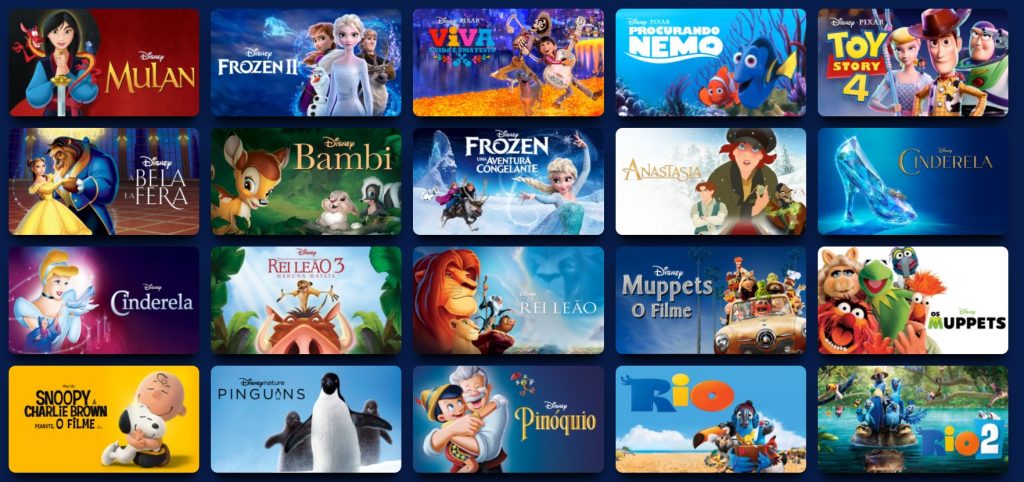 Disney
MULAN
Disney
FROZEN II
Disney · PIXAR
VIVA
A VIDA É UMA FESTA
Disney · PIXAR
PROCURANDO
NEMO
Disney · PIXAR
TOY
STORY
4
Disney
A BELA
E A
FERA
Disney
Bambi
Disney
FROZEN
UMA AVENTURA
CONGELANTE
ANASTASIA
Disney
CINDERELA
Disney
Cinderela
Disney
REI LEÃO 3
HAKUNA MATATA
Disney
O REI LEÃO
Disney
Muppets
O Filme
Disney
OS
MUPPETS
SNOOPY &
CHARLIE BROWN
PEANUTS, O FILME
Disneynature
PINGUINS
Disney
Pinóquio
RIO
RIO 2